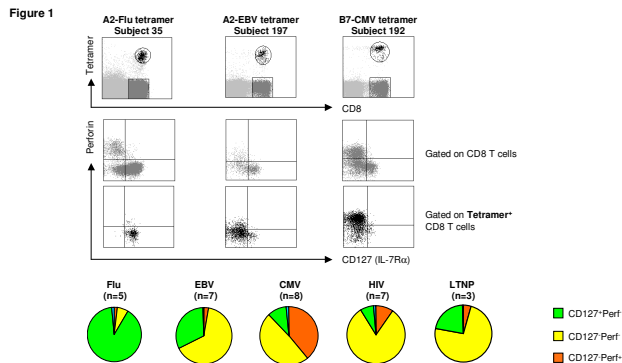 Figure 1
A2-Flu tetramer
Subject 35
A2-EBV tetramer
Subject 197
B7-CMV tetramer
Subject 192
Tetramer
CD8
Perforin
Gated on CD8 T cells
Gated on Tetramer⁺
CD8 T cells
CD127 (IL-7Rα)
Flu
(n=5)
EBV
(n=7)
CMV
(n=8)
HIV
(n=7)
LTNP
(n=3)
CD127⁺Perf⁻
CD127⁻Perf⁻
CD127⁻Perf⁺